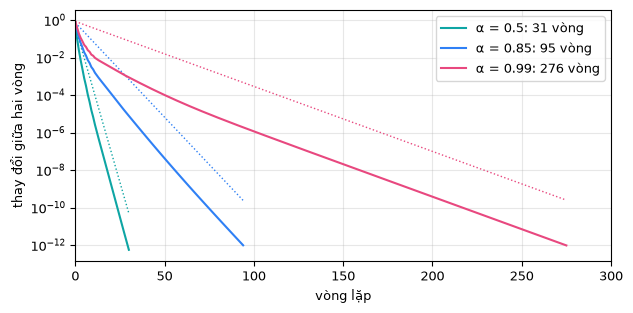 thay đổi giữa hai vòng
10⁰
10⁻²
10⁻⁴
10⁻⁶
10⁻⁸
10⁻¹⁰
10⁻¹²
α = 0.5: 31 vòng
α = 0.85: 95 vòng
α = 0.99: 276 vòng
0 50 100 150 200 250 300
vòng lặp